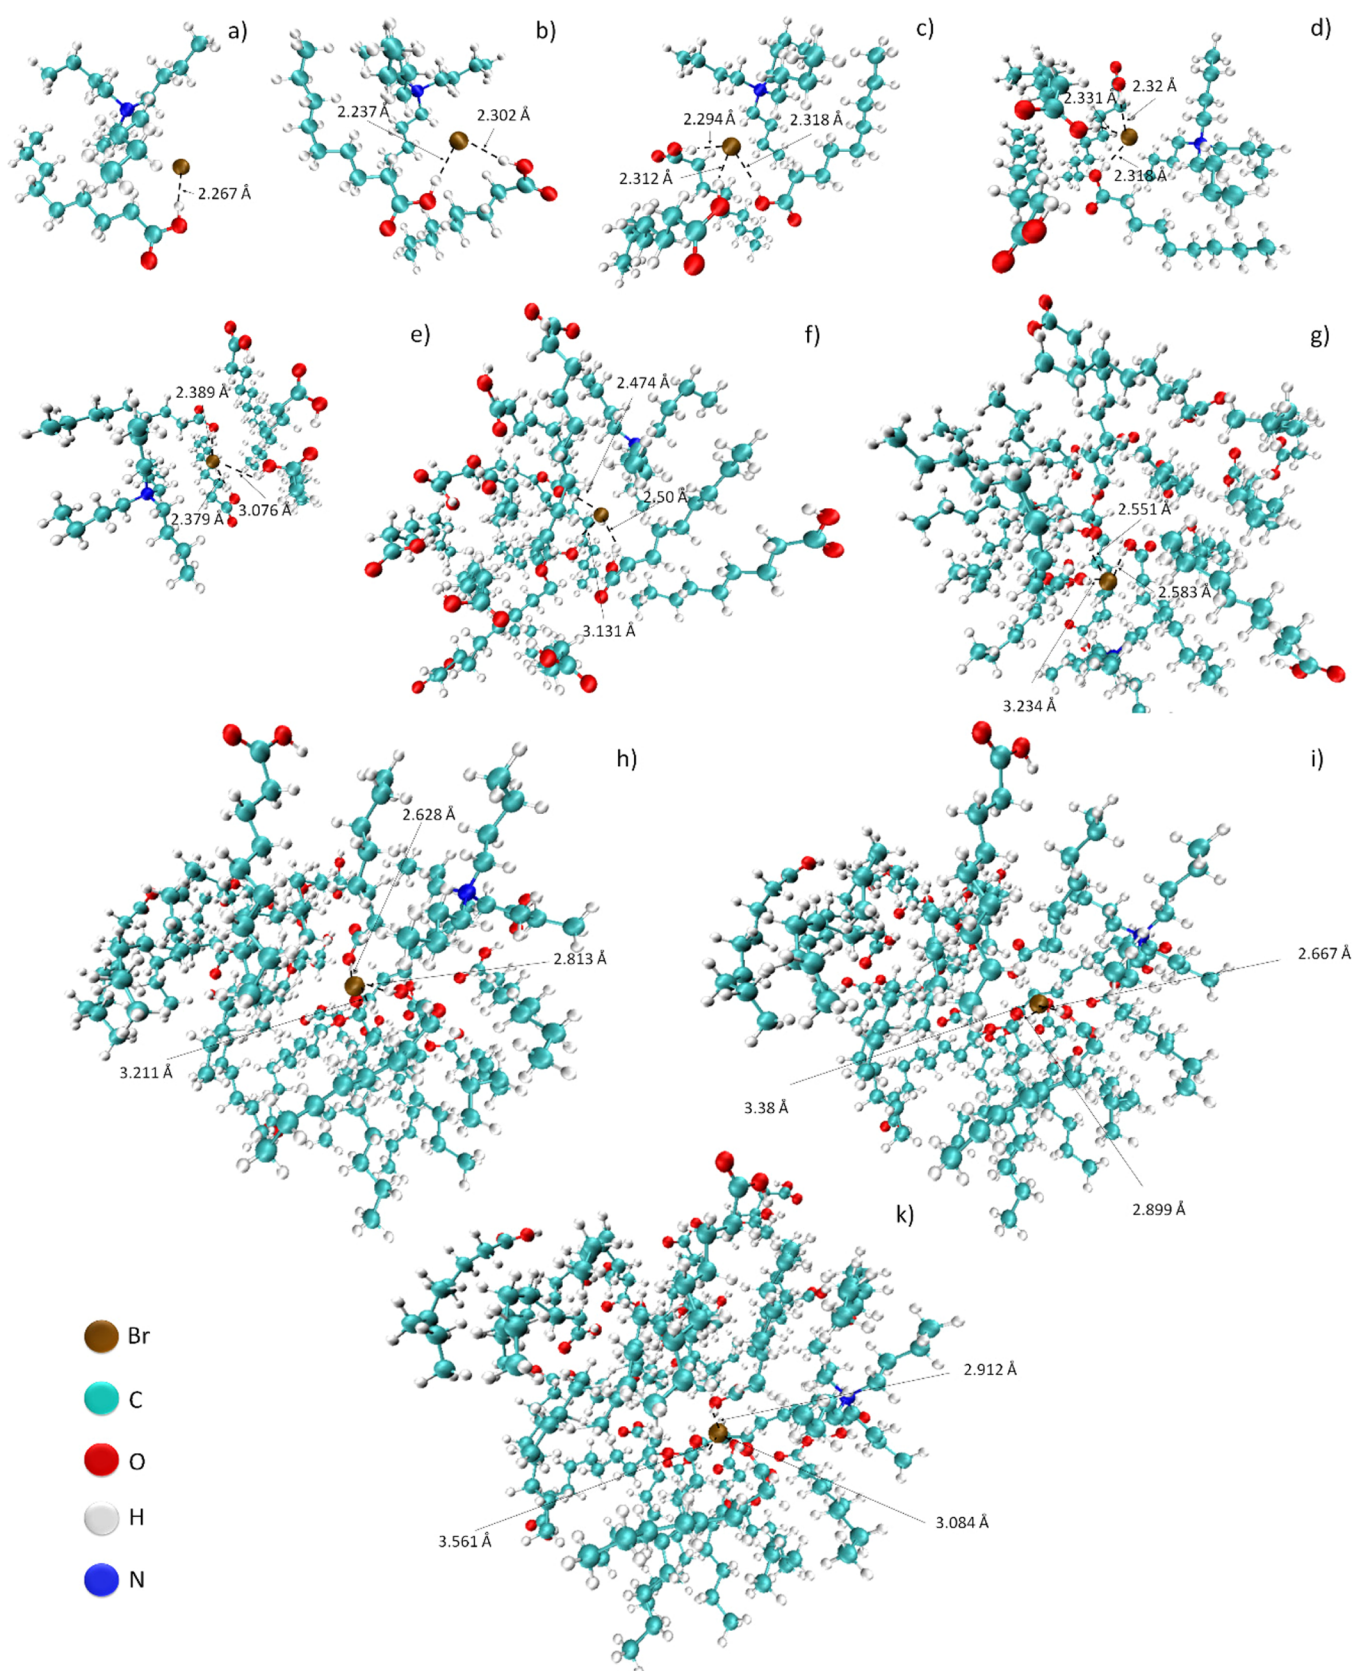 a)
2.267 Å
b)
2.237 Å
2.302 Å
c)
2.294 Å
2.318 Å
2.312 Å
d)
2.331 Å
2.32 Å
2.318 Å
e)
2.389 Å
2.379 Å
3.076 Å
f)
2.474 Å
2.50 Å
3.131 Å
g)
2.551 Å
2.583 Å
3.234 Å
h)
2.628 Å
2.813 Å
3.211 Å
i)
2.667 Å
3.38 Å
2.899 Å
k)
2.912 Å
3.084 Å
3.561 Å
Br
C
O
H
N